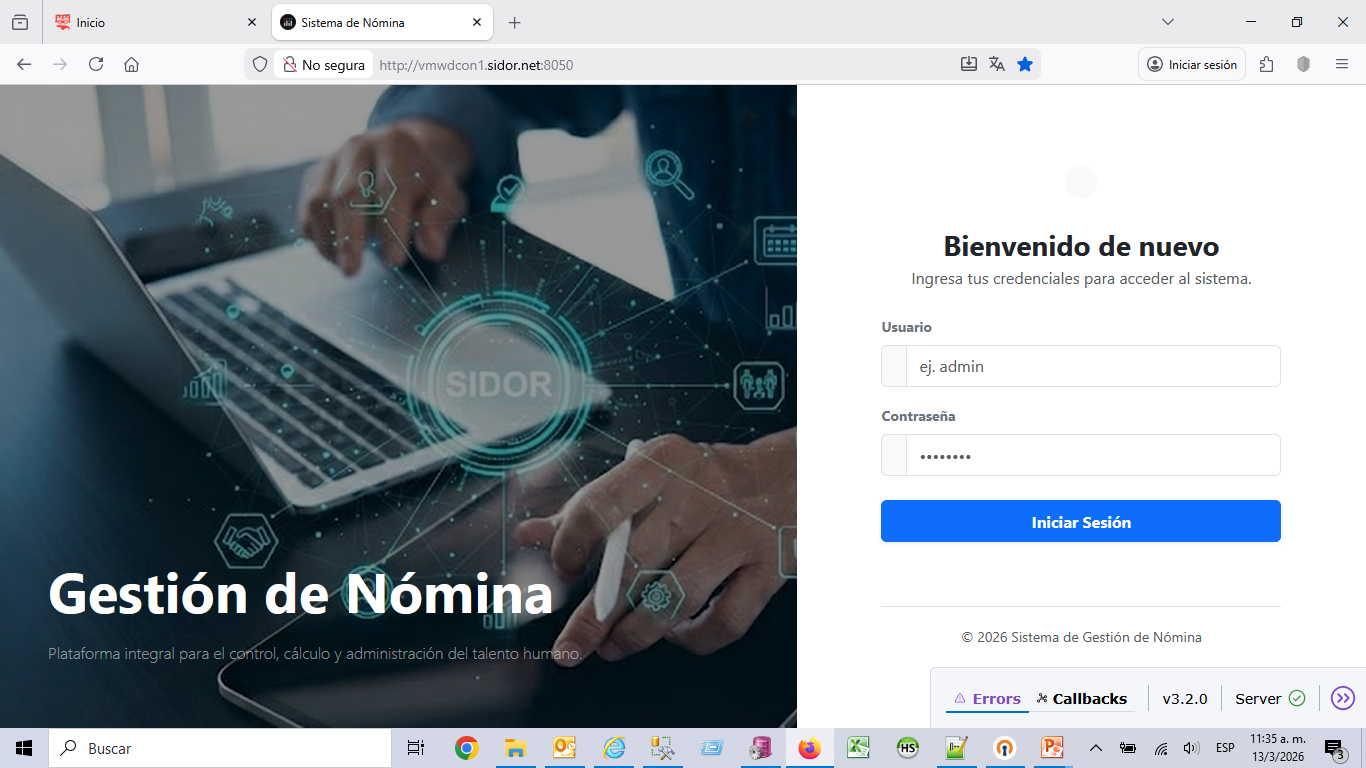 Inicio
Sistema de Nómina
No segura
http://vmwdcon1.sidor.net:8050
Iniciar sesión
SIDOR
Gestión de Nómina
Plataforma integral para el control, cálculo y administración del talento humano.
Bienvenido de nuevo
Ingresa tus credenciales para acceder al sistema.
Usuario
ej. admin
Contraseña
••••••••
Iniciar Sesión
© 2026 Sistema de Gestión de Nómina
Errors
Callbacks
v3.2.0
Server
Buscar
HS
ESP
11:35 a. m.
13/3/2026
3